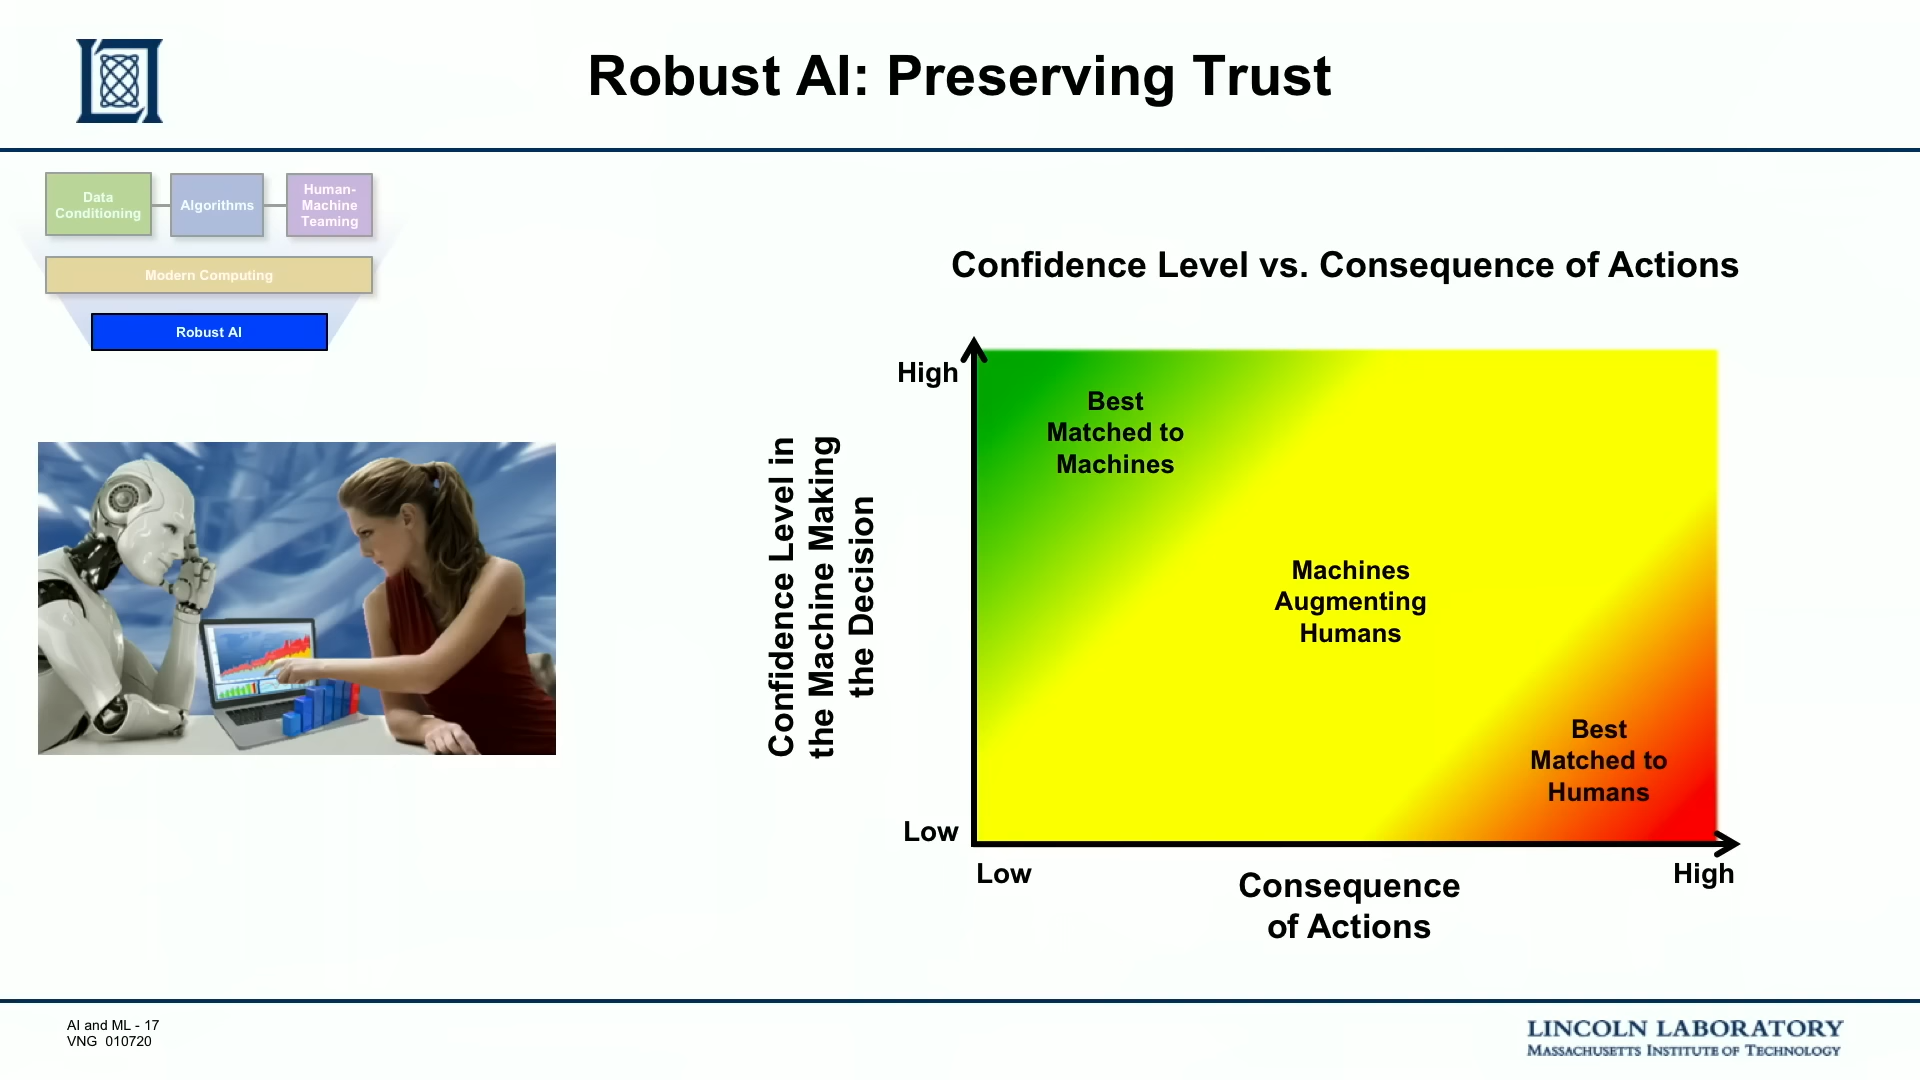 Robust AI: Preserving Trust
Data
Conditioning
Algorithms
Human-
Machine
Teaming
Modern Computing
Robust AI
Confidence Level vs. Consequence of Actions
Confidence Level in
the Machine Making
the Decision
High
Low
Best
Matched to
Machines
Machines
Augmenting
Humans
Best
Matched to
Humans
Low
High
Consequence
of Actions
AI and ML - 17
VNG 010720
LINCOLN LABORATORY
MASSACHUSETTS INSTITUTE OF TECHNOLOGY